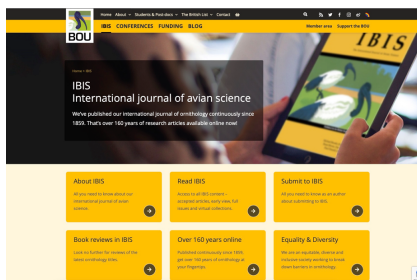 Home About Students & Post-docs The British List Contact
BOU
IBIS CONFERENCES FUNDING BLOG
Member area Support the BOU
Home > IBIS
IBIS
International journal of avian science
We've published our international journal of ornithology continuously since
1859. That's over 160 years of research articles available online now!
IBIS
About IBIS
All you need to know about our
international journal of avian
science.
Read IBIS
Access to all IBIS content –
accepted articles, early view, full
issues and virtual collections.
Submit to IBIS
All you need to know as an author
about submitting to IBIS.
Book reviews in IBIS
Look no further for reviews of the
latest ornithology titles.
Over 160 years online
Published continuously since 1859,
get over 160 years of ornithology at
your fingertips.
Equality & Diversity
We are an equitable, diverse and
inclusive society working to break
down barriers in ornithology.